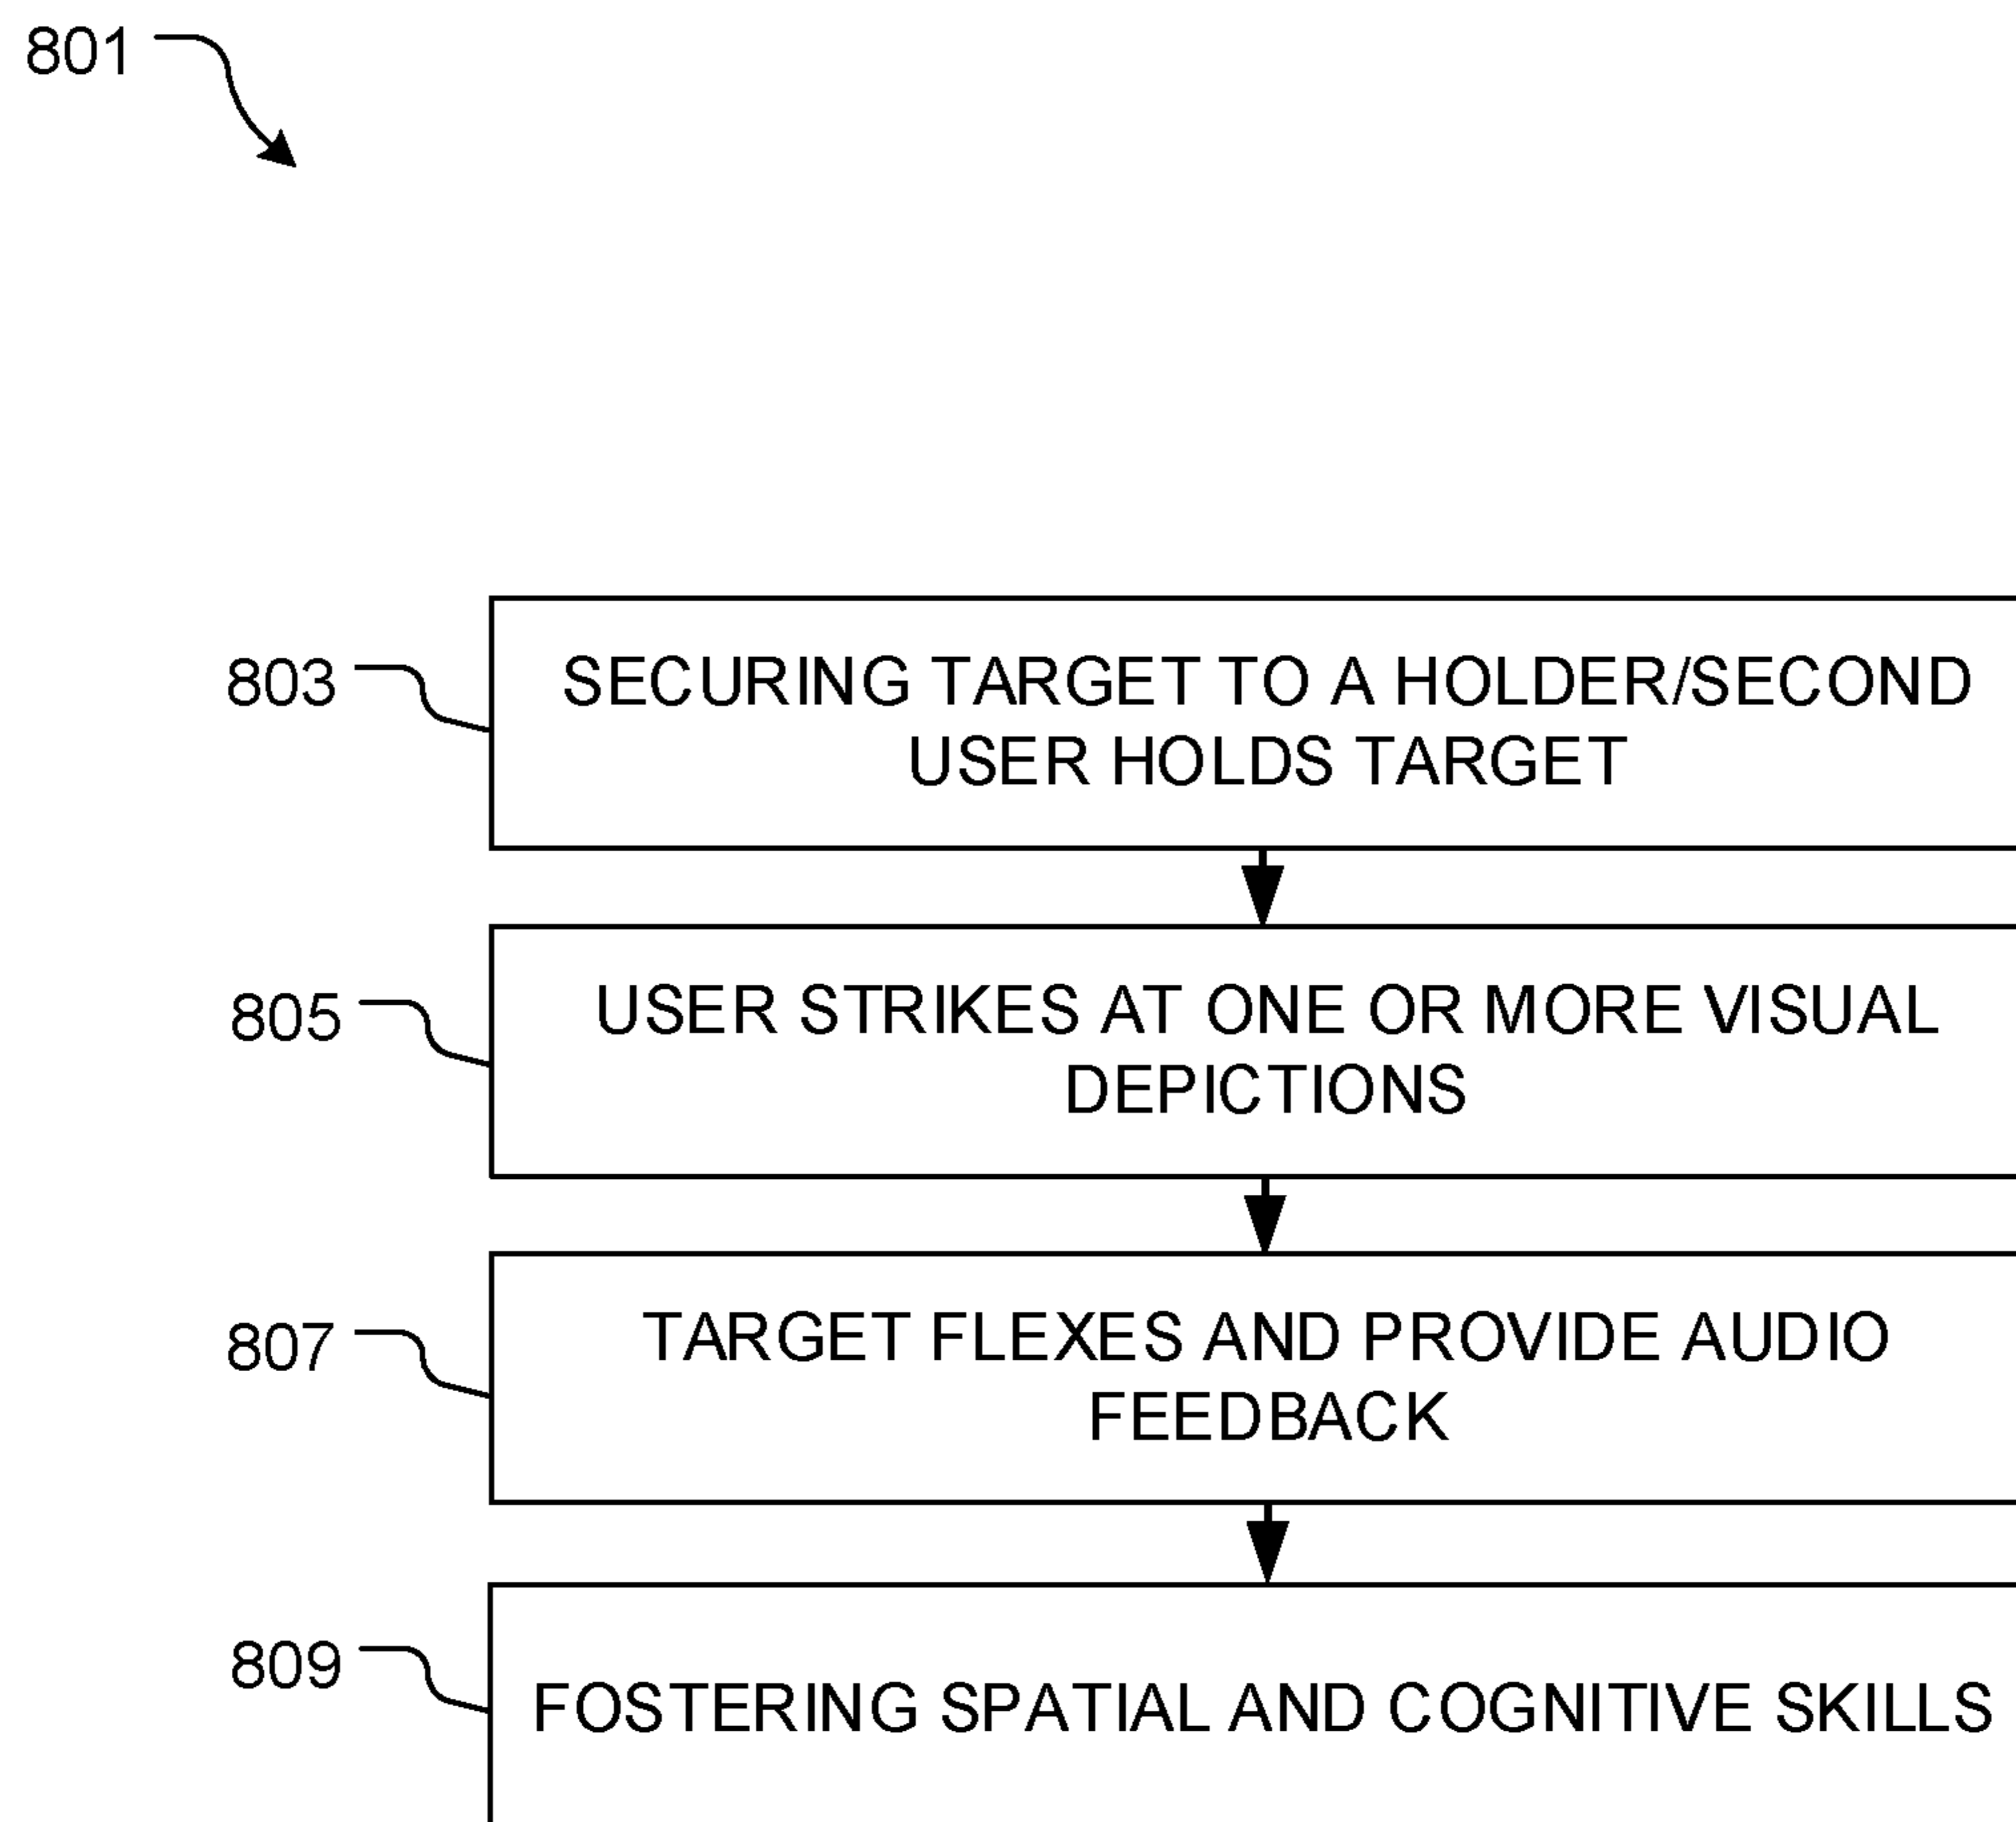 801
803
SECURING TARGET TO A HOLDER/SECOND
USER HOLDS TARGET
805
USER STRIKES AT ONE OR MORE VISUAL
DEPICTIONS
807
TARGET FLEXES AND PROVIDE AUDIO
FEEDBACK
809
FOSTERING SPATIAL AND COGNITIVE SKILLS